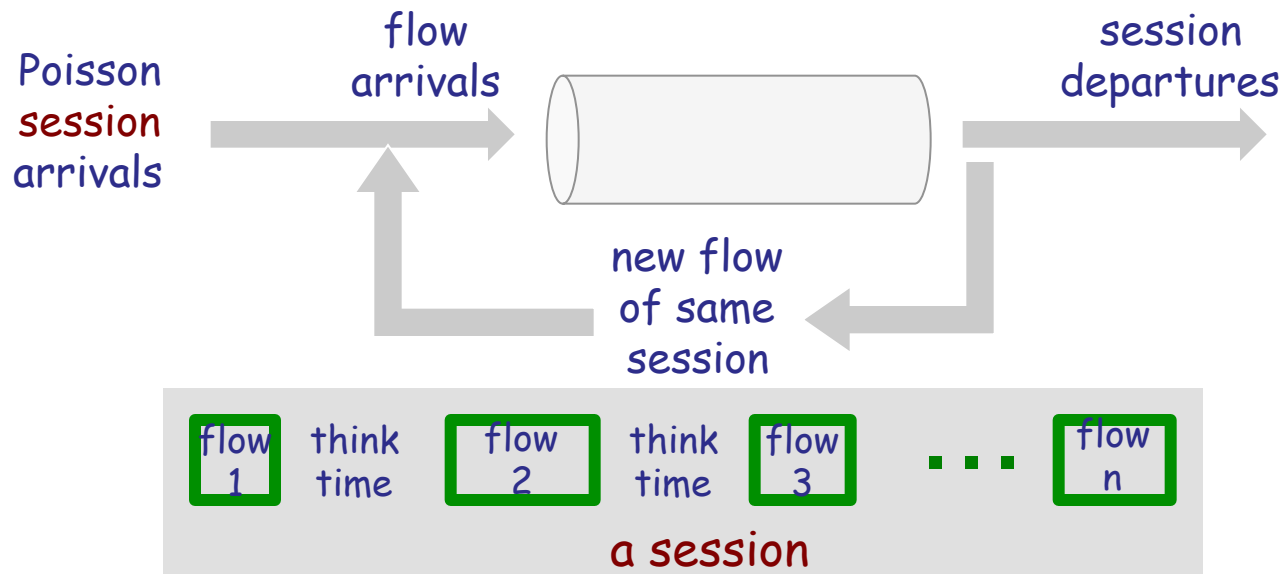 Poisson
session
arrivals
flow
arrivals
session
departures
new flow
of same
session
flow
1
think
time
flow
2
think
time
flow
3
flow
n
a session